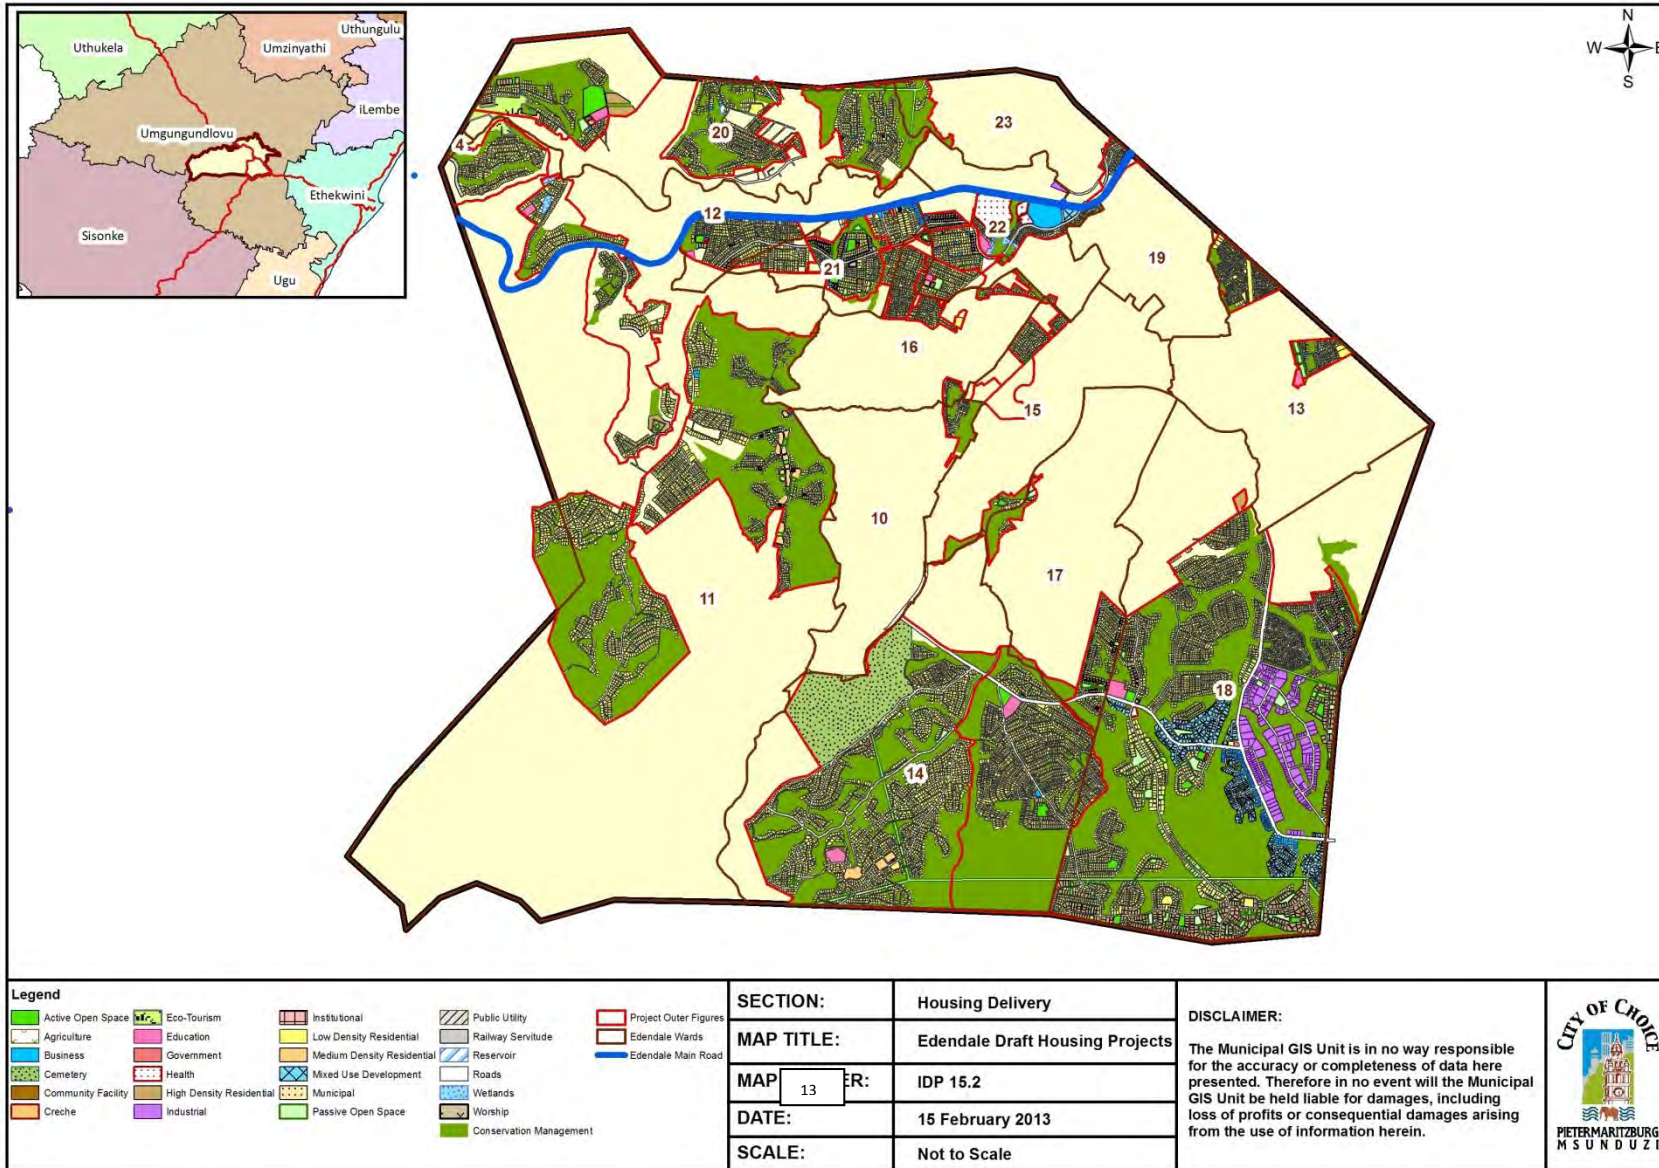 Uthukela
Umzinyathi
Uthungulu
iLembe
Umgungundlovu
Ethekwini
Sisonke
Ugu
N
W E
S
4
20
23
12
22
21
19
16
15
13
10
17
11
18
14
Legend
Active Open Space
Agriculture
Business
Cemetery
Community Facility
Creche
Eco-Tourism
Education
Government
Health
High Density Residential
Industrial
Institutional
Low Density Residential
Medium Density Residential
Mixed Use Development
Municipal
Passive Open Space
Public Utility
Railway Servitude
Reservoir
Roads
Wetlands
Worship
Conservation Management
Project Outer Figures
Edendale Wards
Edendale Main Road
SECTION: Housing Delivery
MAP TITLE: Edendale Draft Housing Projects
MAP 13 ER: IDP 15.2
DATE: 15 February 2013
SCALE: Not to Scale
DISCLAIMER:
The Municipal GIS Unit is in no way responsible
for the accuracy or completeness of data here
presented. Therefore in no event will the Municipal
GIS Unit be held liable for damages, including
loss of profits or consequential damages arising
from the use of information herein.
CITY OF CHOICE
PIETERMARITZBURG
MSUNDUZI